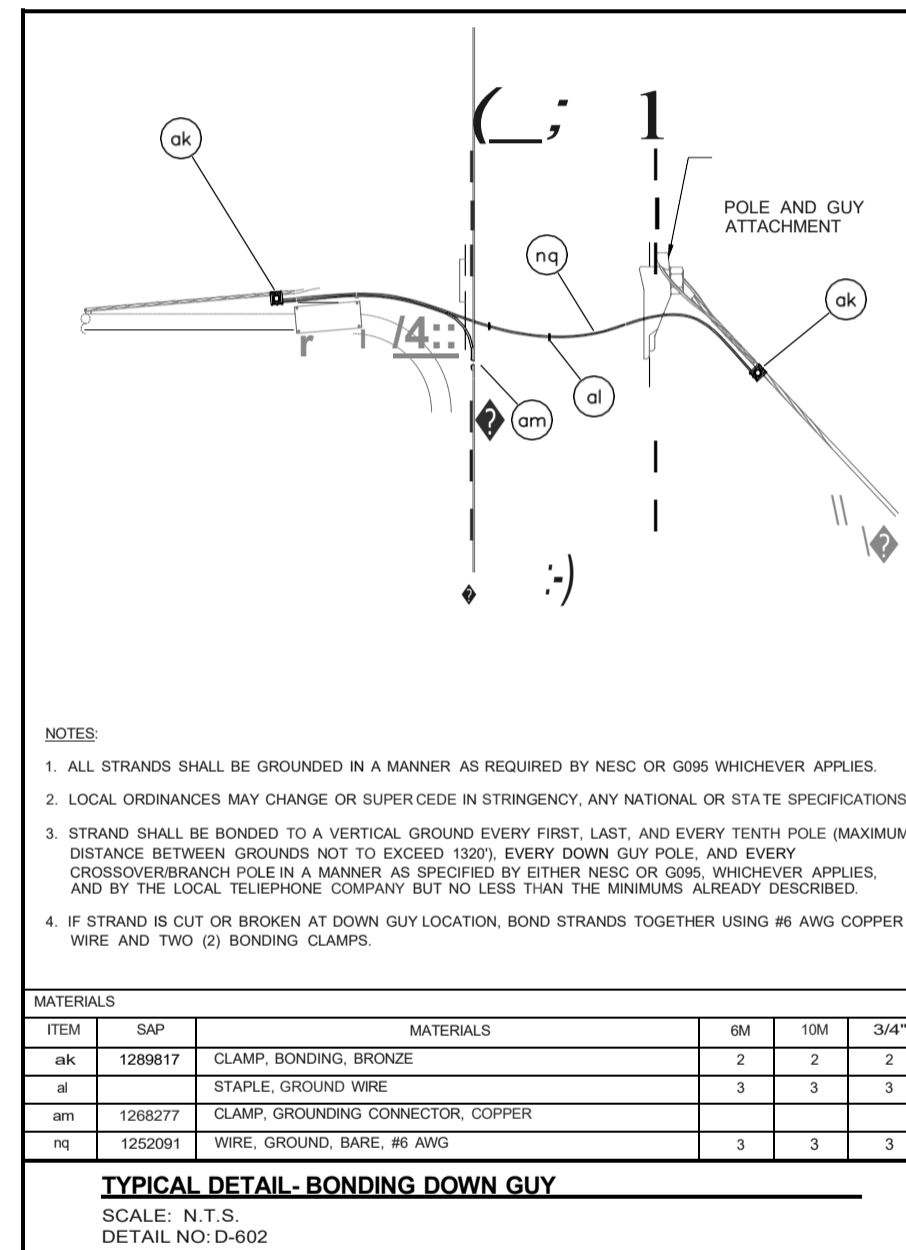 (_; 1
ak
POLE AND GUY
ATTACHMENT
nq
ak
r I /4::
al
am
:-)
NOTES:
1. ALL STRANDS SHALL BE GROUNDED IN A MANNER AS REQUIRED BY NESC OR G095 WHICHEVER APPLIES.
2. LOCAL ORDINANCES MAY CHANGE OR SUPER CEDE IN STRINGENCY, ANY NATIONAL OR STATE SPECIFICATIONS
3. STRAND SHALL BE BONDED TO A VERTICAL GROUND EVERY FIRST, LAST, AND EVERY TENTH POLE (MAXIMUM
DISTANCE BETWEEN GROUNDS NOT TO EXCEED 1320'), EVERY DOWN GUY POLE, AND EVERY
CROSSOVER/BRANCH POLE IN A MANNER AS SPECIFIED BY EITHER NESC OR G095, WHICHEVER APPLIES,
AND BY THE LOCAL TELIEPHONE COMPANY BUT NO LESS THAN THE MINIMUMS ALREADY DESCRIBED.
4. IF STRAND IS CUT OR BROKEN AT DOWN GUY LOCATION, BOND STRANDS TOGETHER USING #6 AWG COPPER
WIRE AND TWO (2) BONDING CLAMPS.
MATERIALS
ITEM SAP MATERIALS 6M 10M 3/4"
ak 1289817 CLAMP, BONDING, BRONZE 2 2 2
al STAPLE, GROUND WIRE 3 3 3
am 1268277 CLAMP, GROUNDING CONNECTOR, COPPER
nq 1252091 WIRE, GROUND, BARE, #6 AWG 3 3 3
TYPICAL DETAIL- BONDING DOWN GUY
SCALE: N.T.S.
DETAIL NO: D-602